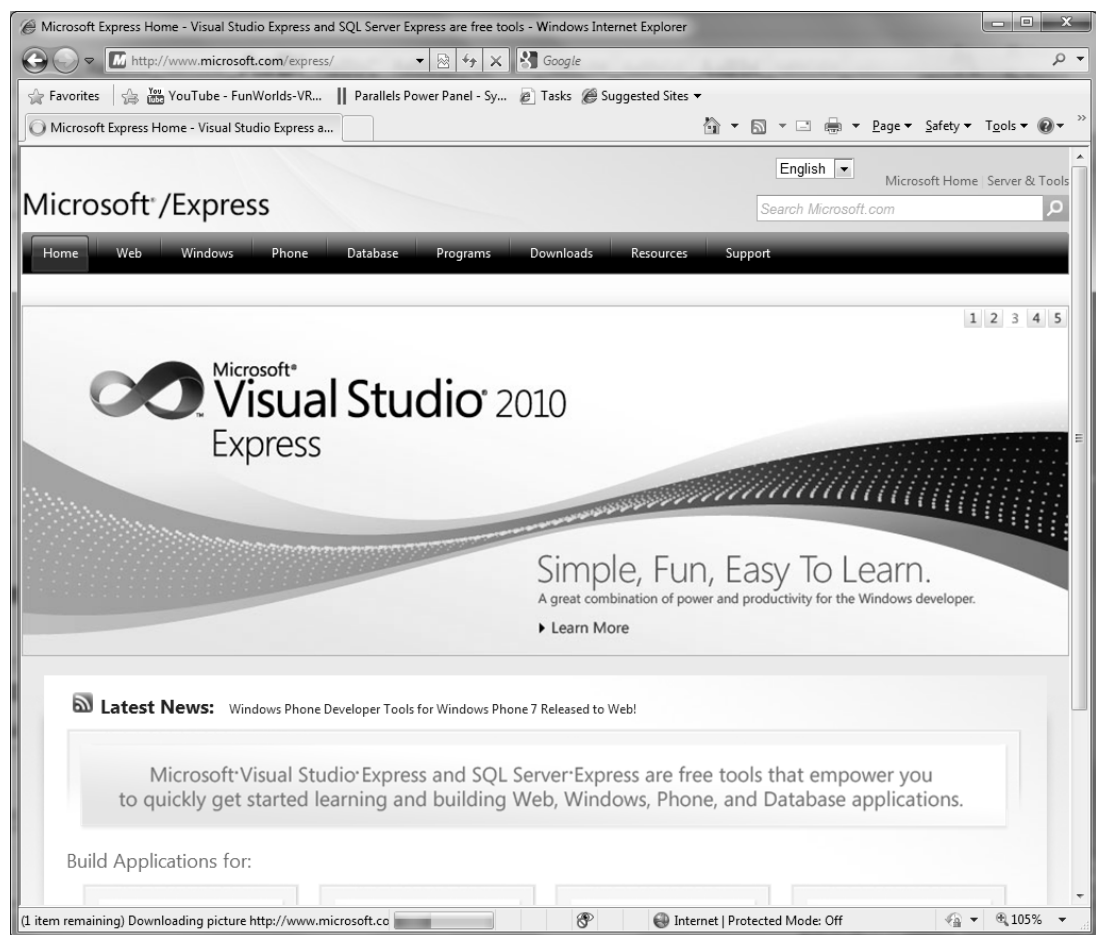 Microsoft Express Home - Visual Studio Express and SQL Server Express are free tools - Windows Internet Explorer
http://www.microsoft.com/express/
Google
Favorites
YouTube - FunWorlds-VR...
Parallels Power Panel - Sy...
Tasks
Suggested Sites
Microsoft Express Home - Visual Studio Express a...
Page
Safety
Tools
English
Microsoft Home | Server & Tools
Microsoft® /Express
Search Microsoft.com
Home
Web
Windows
Phone
Database
Programs
Downloads
Resources
Support
1 2 3 4 5
Microsoft®
Visual Studio® 2010
Express
Simple, Fun, Easy To Learn.
A great combination of power and productivity for the Windows developer.
Learn More
Latest News: Windows Phone Developer Tools for Windows Phone 7 Released to Web!
Microsoft® Visual Studio® Express and SQL Server® Express are free tools that empower you
to quickly get started learning and building Web, Windows, Phone, and Database applications.
Build Applications for:
(1 item remaining) Downloading picture http://www.microsoft.co
Internet | Protected Mode: Off
105%